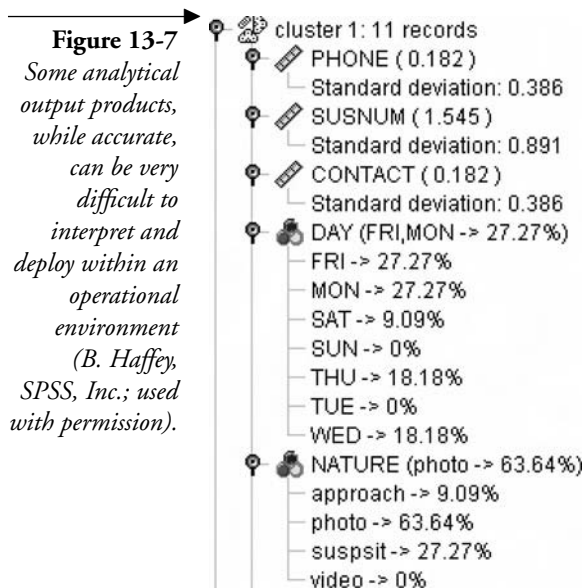 Figure 13-7
Some analytical
output products,
while accurate,
can be very
difficult to
interpret and
deploy within an
operational
environment
(B. Haffey,
SPSS, Inc.; used
with permission).
cluster 1: 11 records
PHONE ( 0.182 )
Standard deviation: 0.386
SUSNUM ( 1.545 )
Standard deviation: 0.891
CONTACT ( 0.182 )
Standard deviation: 0.386
DAY (FRI,MON -> 27.27%)
FRI -> 27.27%
MON -> 27.27%
SAT -> 9.09%
SUN -> 0%
THU -> 18.18%
TUE -> 0%
WED -> 18.18%
NATURE (photo -> 63.64%)
approach -> 9.09%
photo -> 63.64%
suspsit -> 27.27%
video -> 0%